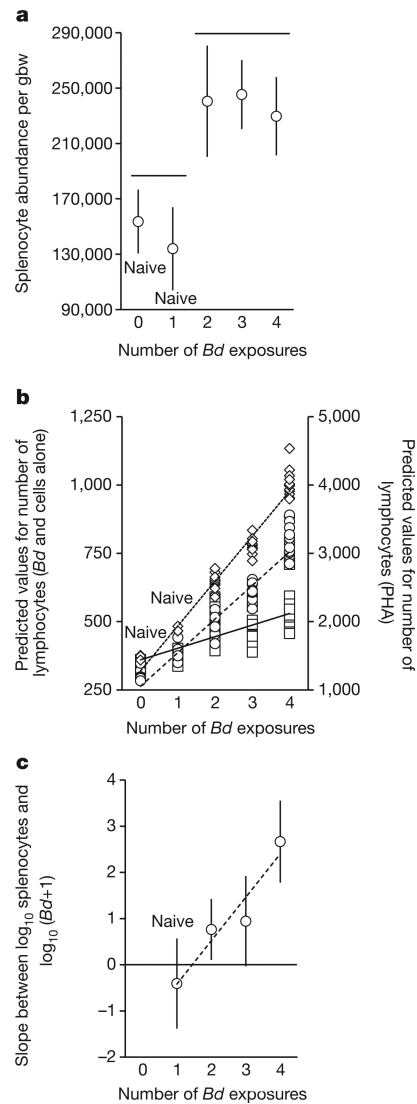 a
Splenocyte abundance per gbw
290,000
250,000
210,000
170,000
130,000
90,000
Naive
Naive
0 1 2 3 4
Number of Bd exposures
b
Predicted values for number of
lymphocytes (Bd and cells alone)
1,250
1,000
750
500
250
Naive
Naive
5,000
4,000
3,000
2,000
1,000
Predicted values for number of
lymphocytes (PHA)
0 1 2 3 4
Number of Bd exposures
c
Slope between log10 splenocytes and
log10 (Bd+1)
4
3
2
1
0
−1
−2
Naive
0 1 2 3 4
Number of Bd exposures